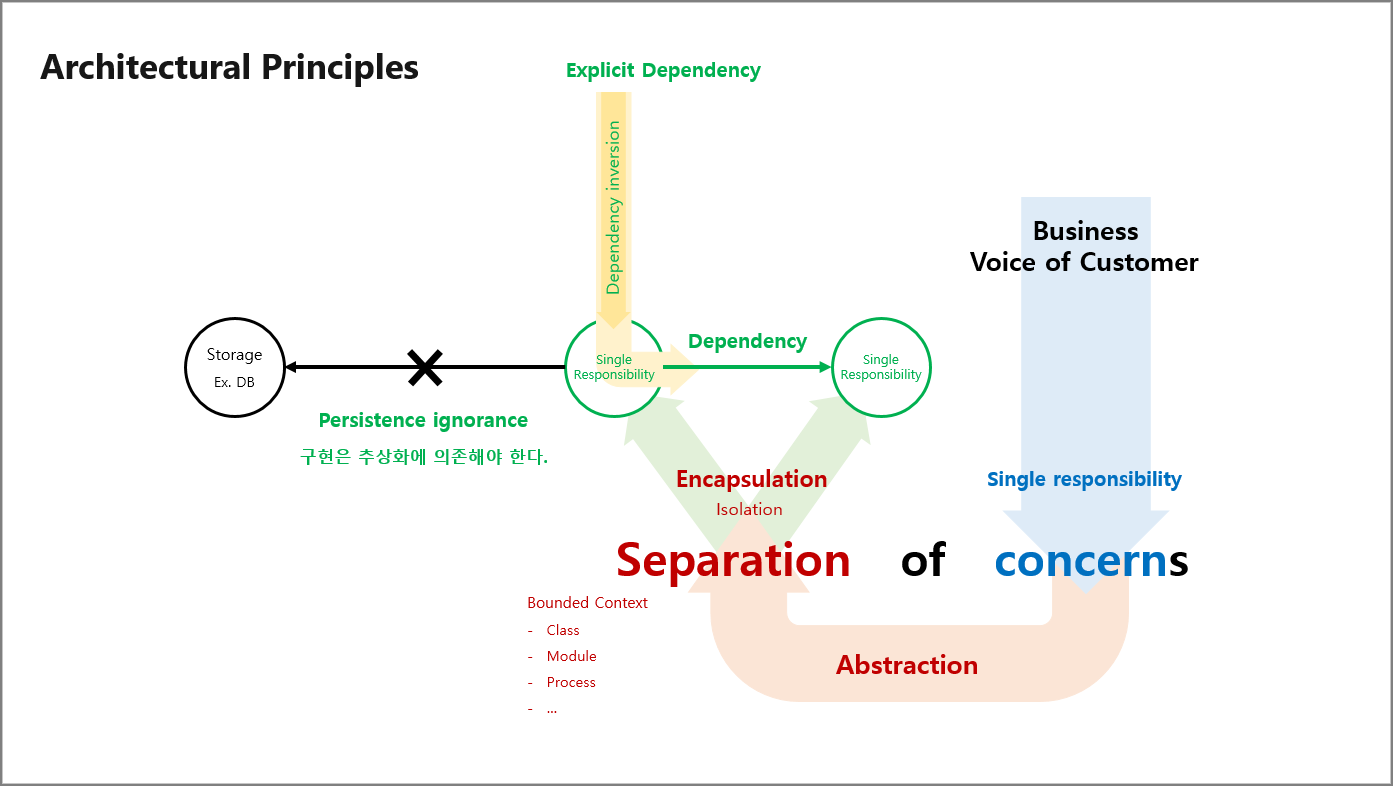 Architectural Principles
Explicit Dependency
Dependency inversion
Business
Voice of Customer
Storage
Ex. DB
Single
Responsibility
Dependency
Single
Responsibility
Persistence ignorance
구현은 추상화에 의존해야 한다.
Encapsulation
Isolation
Single responsibility
Separation of concerns
Bounded Context
- Class
- Module
- Process
- ...
Abstraction